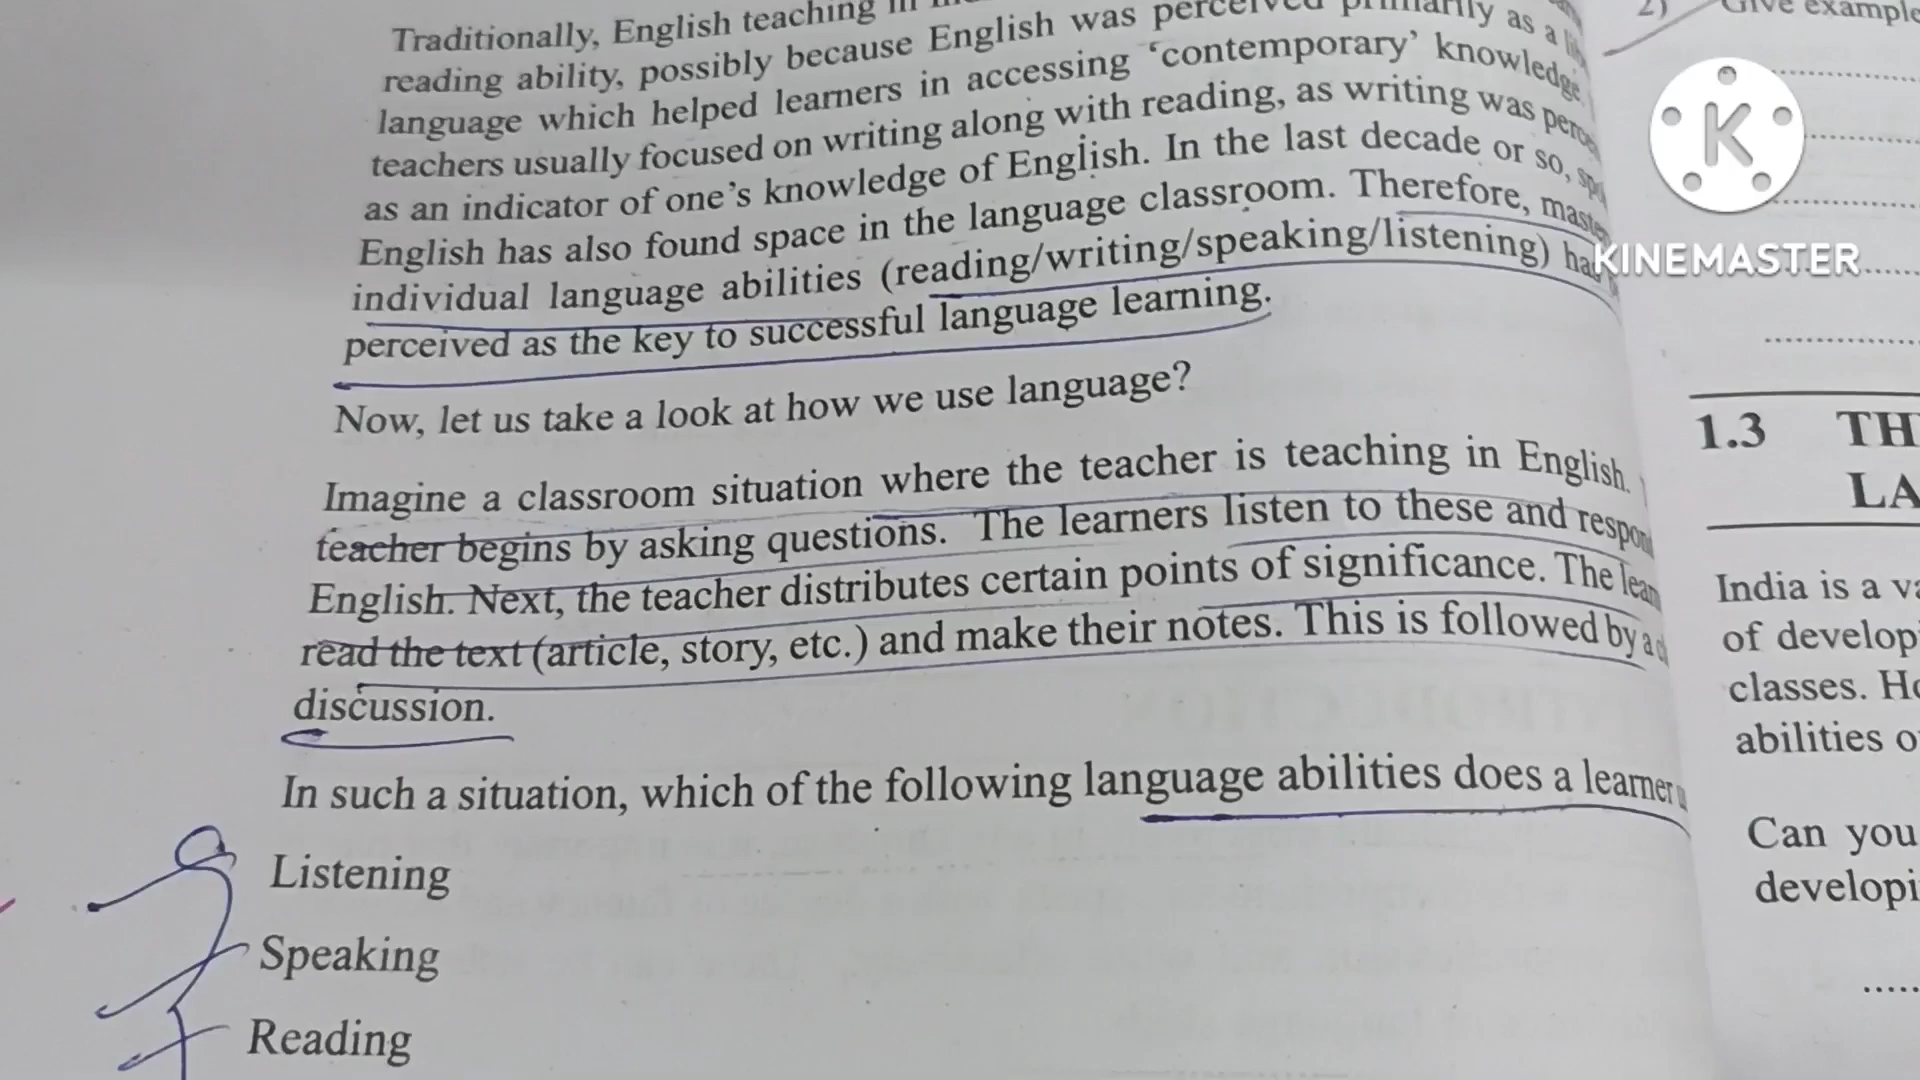 Traditionally, English teaching in
reading ability, possibly because English was perceived primarily as a
language which helped learners in accessing ‘contemporary’ knowledge.
teachers usually focused on writing along with reading, as writing was
as an indicator of one’s knowledge of English. In the last decade or so,
English has also found space in the language classroom. Therefore,
individual language abilities (reading/writing/speaking/listening) has
perceived as the key to successful language learning.
Now, let us take a look at how we use language?
Imagine a classroom situation where the teacher is teaching in English.
teacher begins by asking questions. The learners listen to these and
English. Next, the teacher distributes certain points of significance. The
read the text (article, story, etc.) and make their notes. This is followed by a
discussion.
In such a situation, which of the following language abilities does a learner
Listening
Speaking
Reading
2) Give example
1.3 TH
LA
India is a va
of develop
classes. Ho
abilities o
Can you
developi
K
KINEMASTER